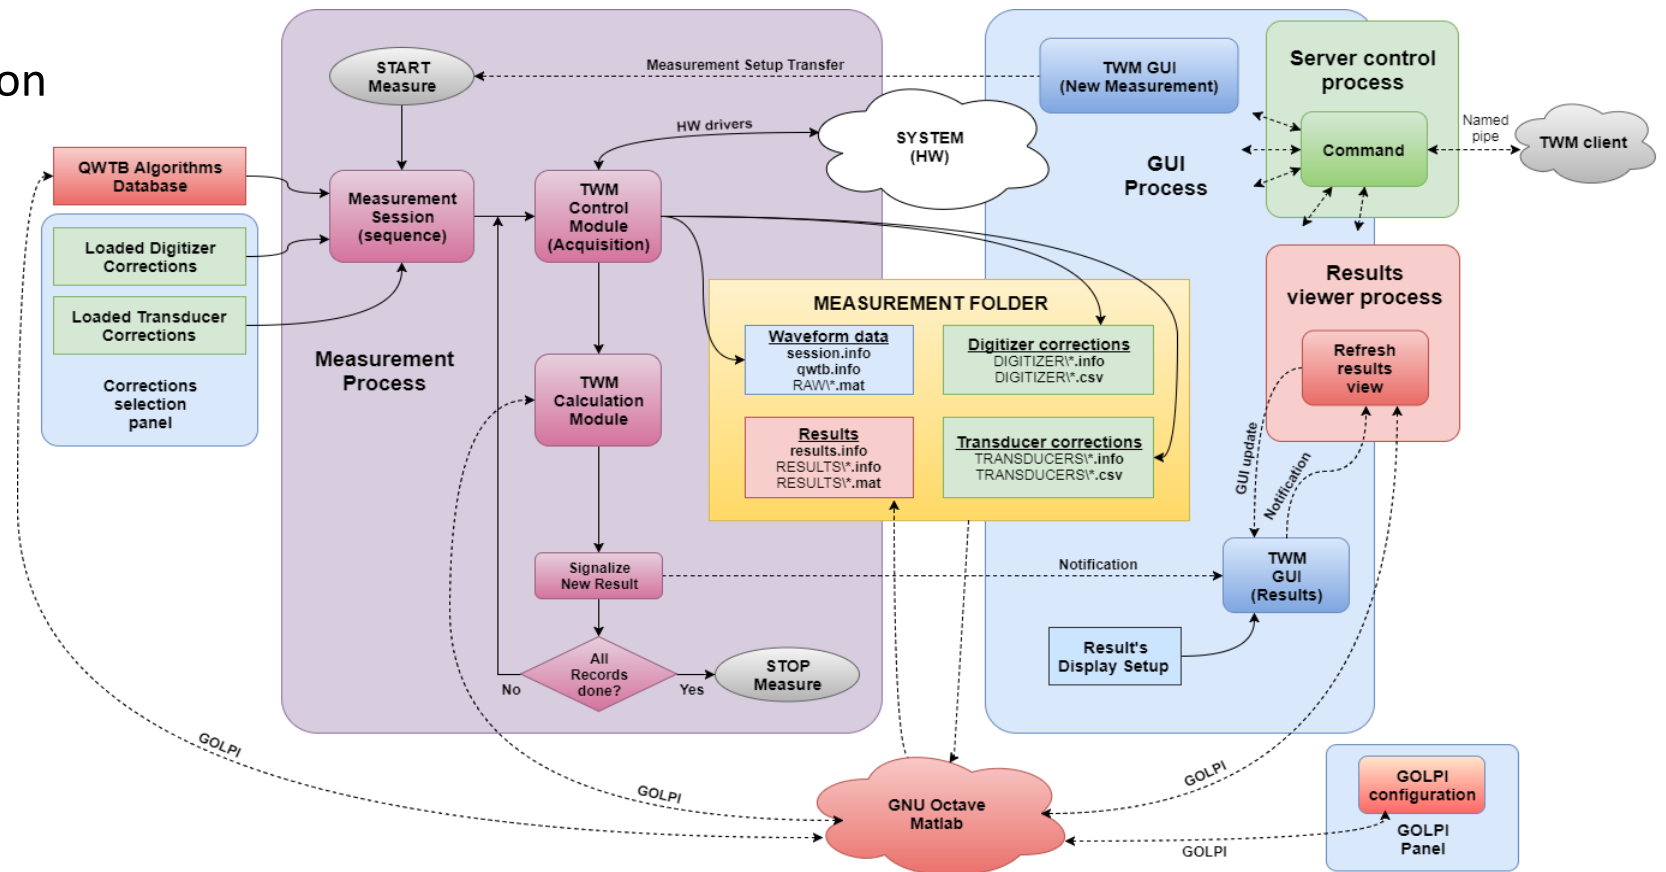 on
START
Measure
Measurement Setup Transfer
TWM GUI
(New Measurement)
Server control
process
HW drivers
SYSTEM
(HW)
GUI
Process
Command
Named
pipe
TWM client
QWTB Algorithms
Database
Loaded Digitizer
Corrections
Loaded Transducer
Corrections
Corrections
selection
panel
Measurement
Session
(sequence)
TWM
Control
Module
(Acquisition)
Measurement
Process
TWM
Calculation
Module
MEASUREMENT FOLDER
Waveform data
session.info
qwtb.info
RAW\*.mat
Digitizer corrections
DIGITIZER\*.info
DIGITIZER\*.csv
Results
results.info
RESULTS\*.info
RESULTS\*.mat
Transducer corrections
TRANSDUCERS\*.info
TRANSDUCERS\*.csv
Results
viewer process
Refresh
results
view
GUI update
Notification
Signalize
New Result
Notification
TWM
GUI
(Results)
Result's
Display Setup
All
Records
done?
No
Yes
STOP
Measure
GOLPI
GOLPI
GOLPI
GOLPI
GNU Octave
Matlab
GOLPI
configuration
GOLPI
Panel